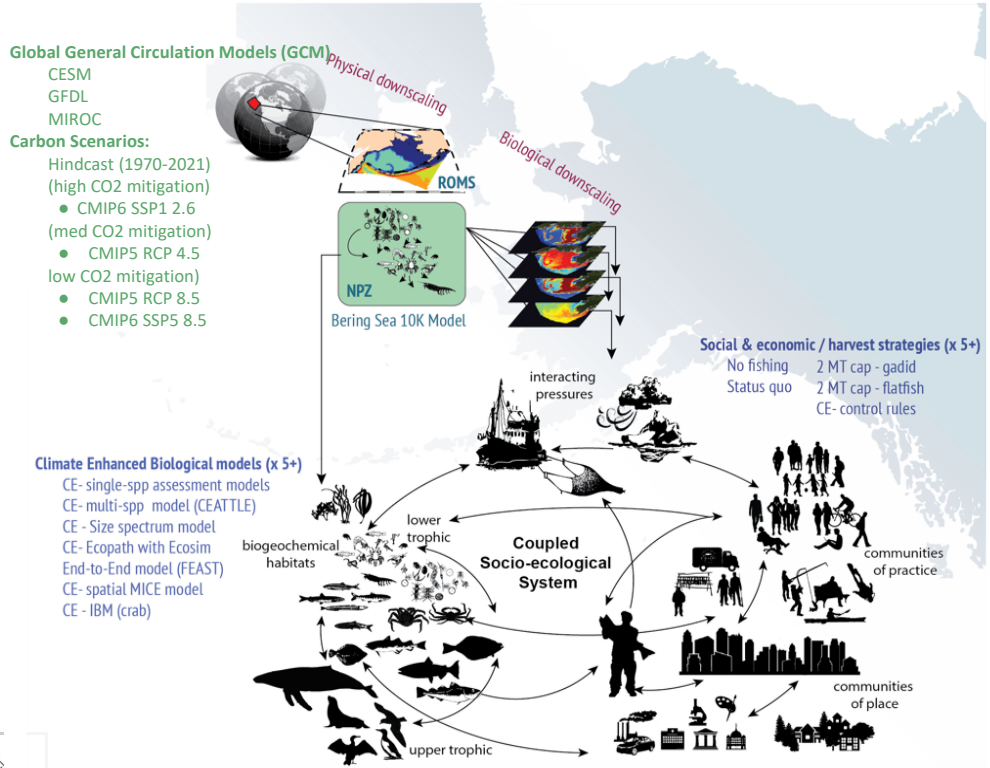 Global General Circulation Models (GCM)
CESM
GFDL
MIROC
Carbon Scenarios:
Hindcast (1970-2021)
(high CO2 mitigation)
● CMIP6 SSP1 2.6
(med CO2 mitigation)
● CMIP5 RCP 4.5
low CO2 mitigation)
● CMIP5 RCP 8.5
● CMIP6 SSP5 8.5
Physical downscaling
ROMS
Biological downscaling
NPZ
Bering Sea 10K Model
Social & economic / harvest strategies (x 5+)
No fishing 2 MT cap - gadid
Status quo 2 MT cap - flatfish
CE- control rules
interacting
pressures
Climate Enhanced Biological models (x 5+)
CE- single-spp assessment models
CE- multi-spp model (CEATTLE)
CE - Size spectrum model
CE- Ecopath with Ecosim
End-to-End model (FEAST)
CE- spatial MICE model
CE - IBM (crab)
biogeochemical
habitats
lower
trophic
Coupled
Socio-ecological
System
communities
of practice
communities
of place
upper trophic